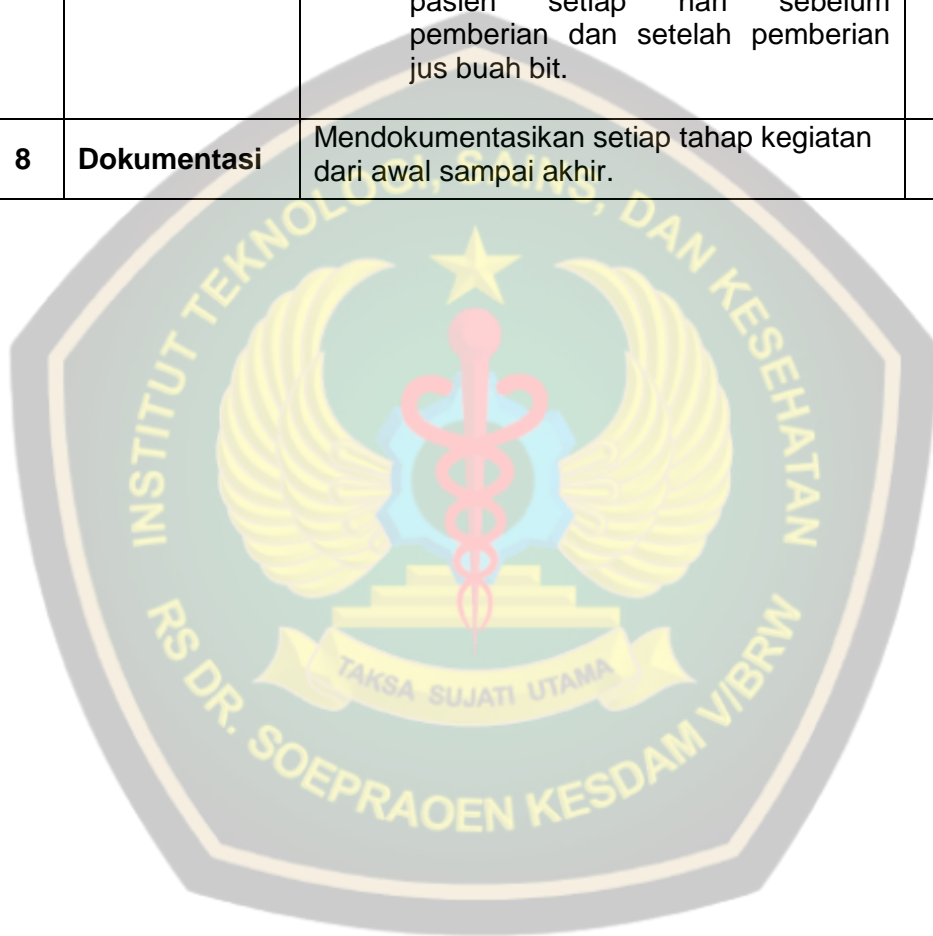 pasien setiap hari sebelum
pemberian dan setelah pemberian
jus buah bit.
8 Dokumentasi Mendokumentasikan setiap tahap kegiatan
dari awal sampai akhir.
INSTITUT TEKNOLOGI, SAINS, DAN KESEHATAN
TAKSA SUJATI UTAMA
RS DR. SOEPRAOEN KESDAM V/BRW